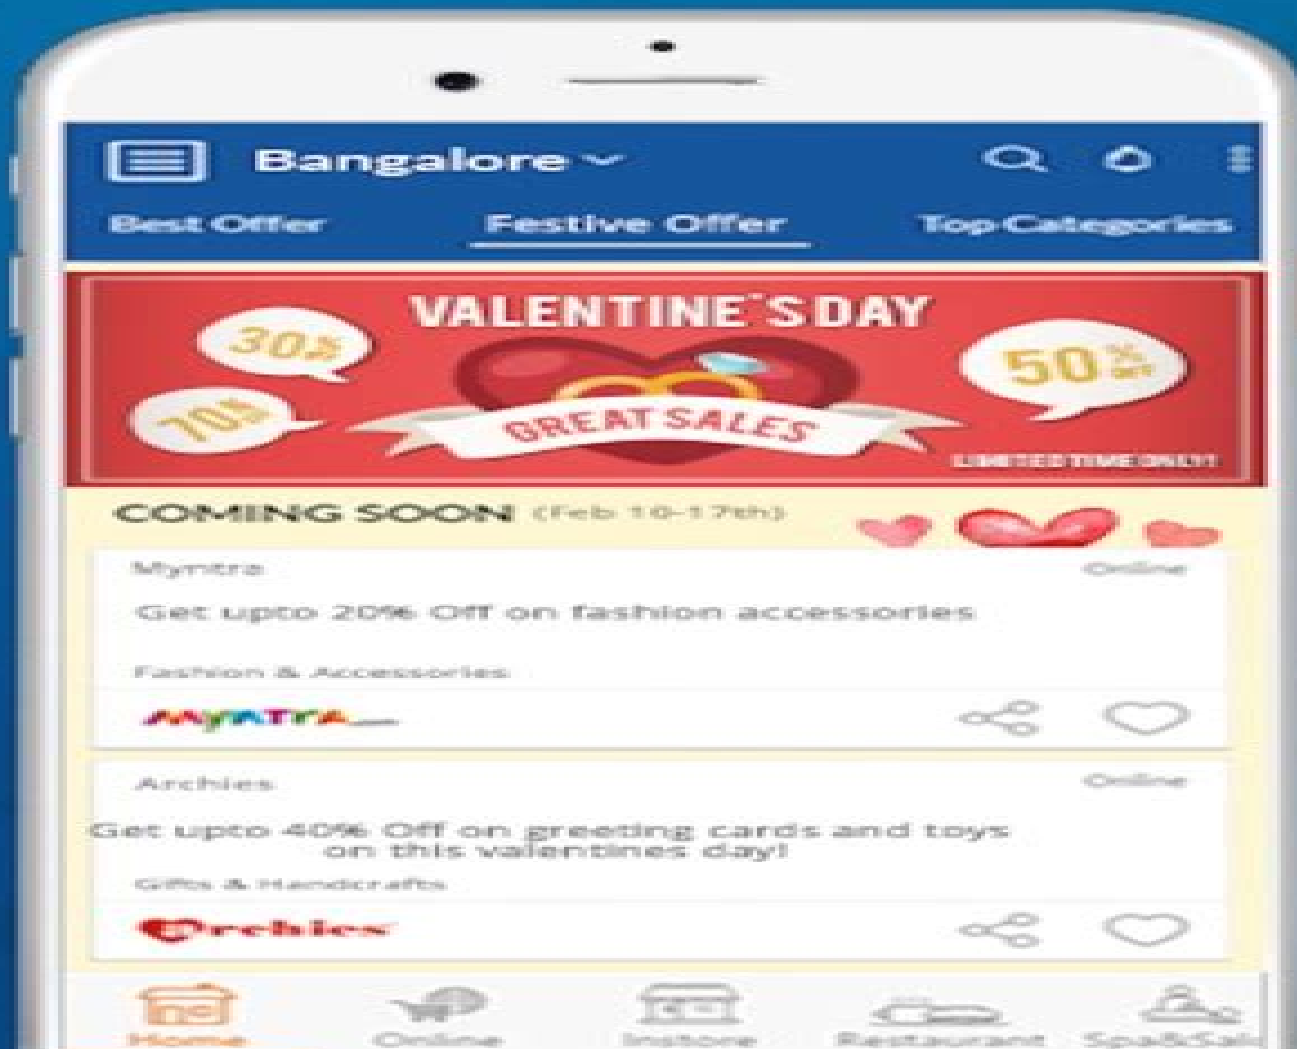 Bangalore
Best Offer Festive Offer Top Categories
VALENTINE'S DAY
30%
50% OFF
70%
GREAT SALES
LIMITED TIME ONLY!
COMING SOON (Feb 10-17th)
Myntra Online
Get upto 20% Off on fashion accessories
Fashion & Accessories
Myntra
Archies Online
Get upto 40% Off on greeting cards and toys
on this valentines day!
Gifts & Handicrafts
Archies
Home Online Instore Restaurant